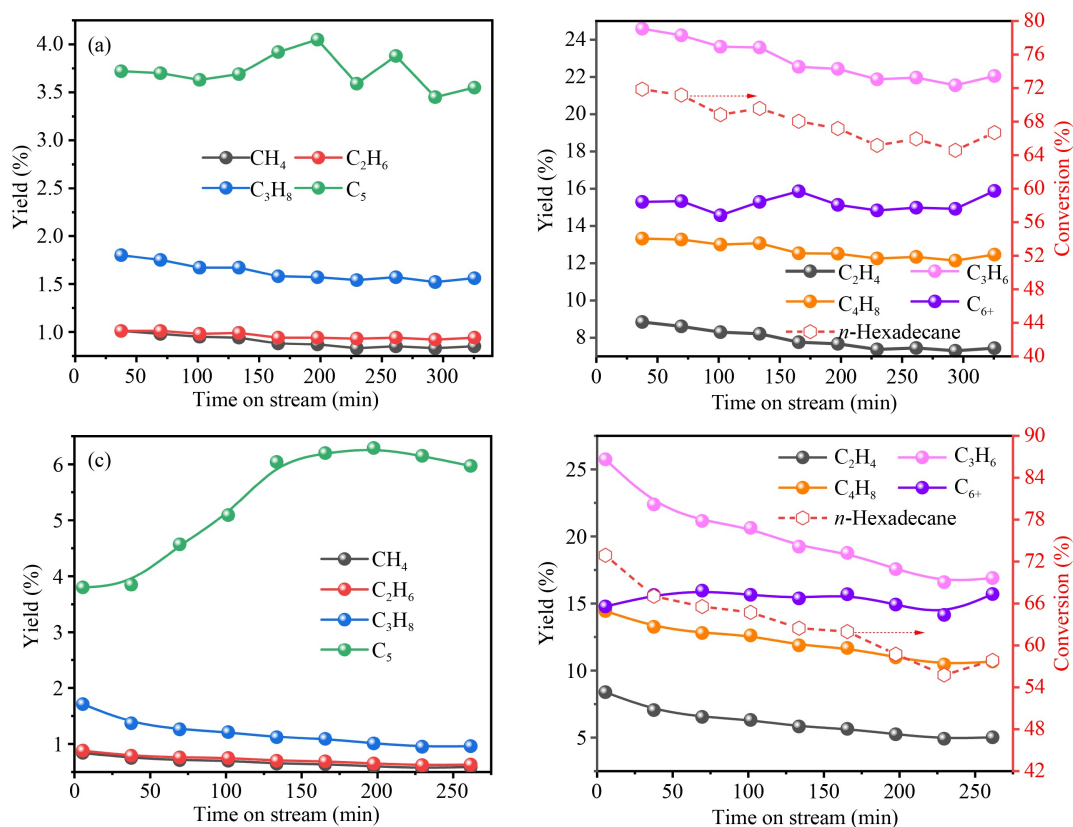 (a)
4.0
3.5
3.0
2.5
2.0
1.5
1.0
Yield (%)
CH₄
C₂H₆
C₃H₈
C₅
0 50 100 150 200 250 300
Time on stream (min)
24
22
20
18
16
14
12
10
8
Yield (%)
80
76
72
68
64
60
56
52
48
44
40
Conversion (%)
C₂H₄
C₃H₆
C₄H₈
C₆₊
n-Hexadecane
0 50 100 150 200 250 300
Time on stream (min)
(c)
6
5
4
3
2
1
Yield (%)
CH₄
C₂H₆
C₃H₈
C₅
0 50 100 150 200 250
Time on stream (min)
25
20
15
10
5
Yield (%)
90
84
78
72
66
60
54
48
42
Conversion (%)
C₂H₄
C₃H₆
C₄H₈
C₆₊
n-Hexadecane
0 50 100 150 200 250
Time on stream (min)